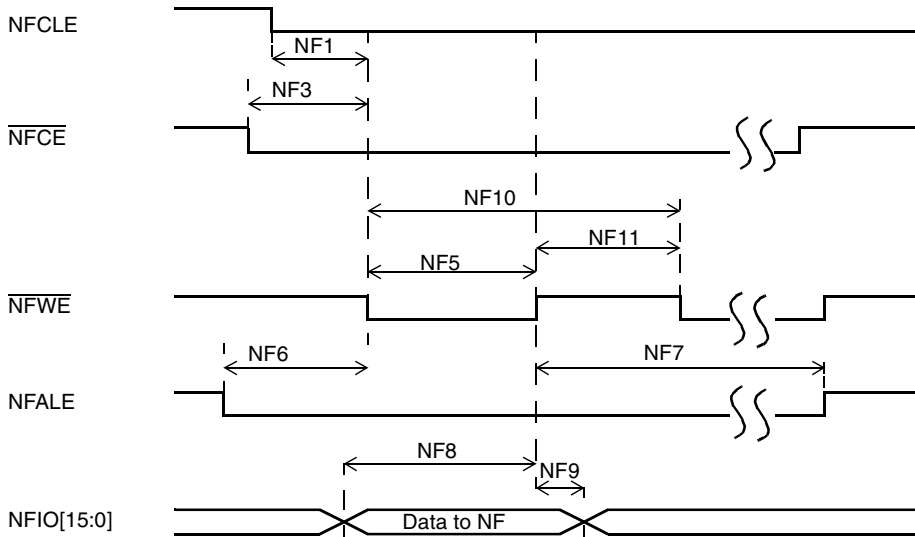 NFCLE
NF1
NF3
NFCE
NF10
NF11
NF5
NFWE
NF6
NF7
NFALE
NF8
NF9
NFIO[15:0]
Data to NF